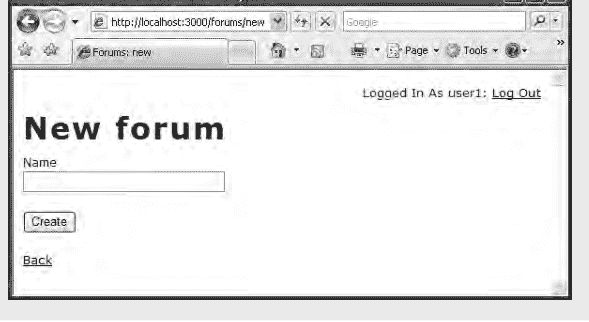 http://localhost:3000/forums/new
Google
Forums: new
Page
Tools
Logged In As user1: Log Out
New forum
Name
Create
Back